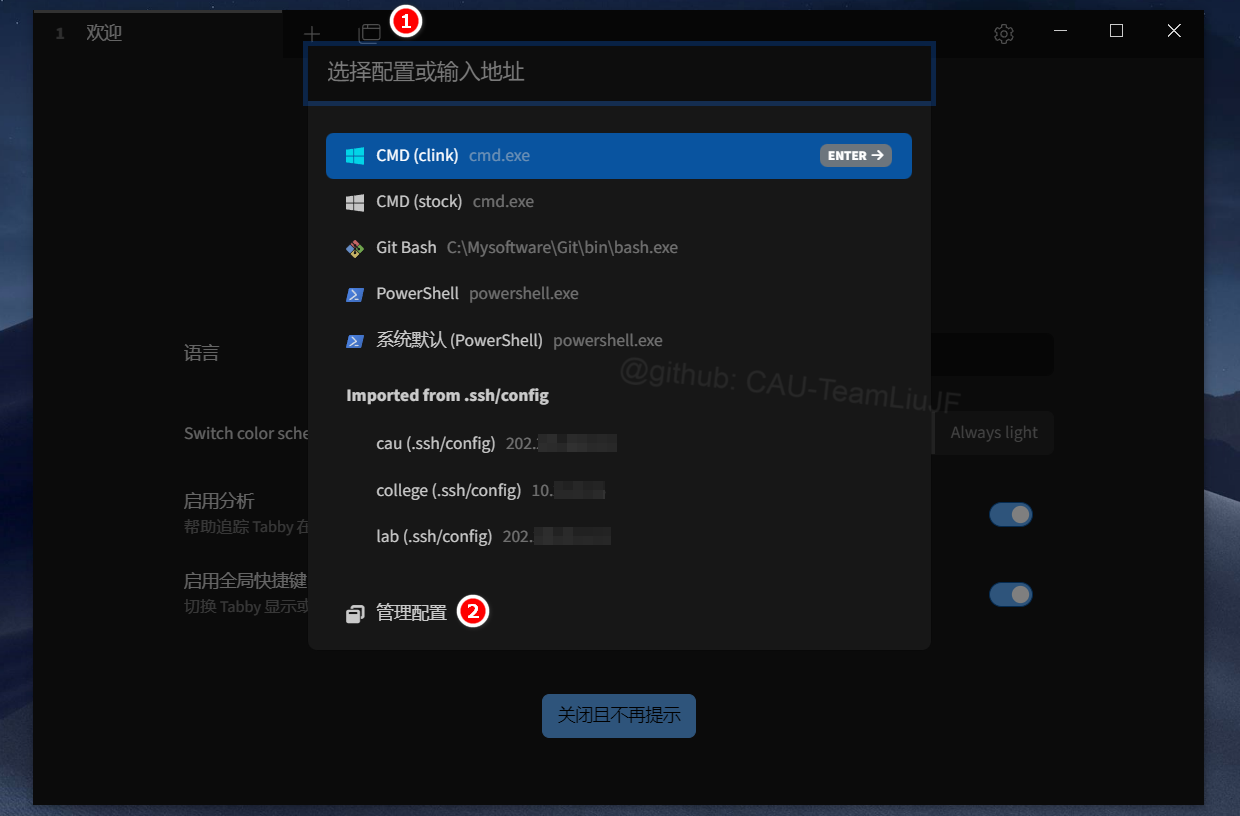 1 欢迎
1
选择配置或输入地址
CMD (clink) cmd.exe ENTER →
CMD (stock) cmd.exe
Git Bash C:\Mysoftware\Git\bin\bash.exe
PowerShell powershell.exe
系统默认 (PowerShell) powershell.exe
语言
@github: CAU-TeamLiuJF
Imported from .ssh/config
Switch color sche
Always light
cau (.ssh/config) 202.
college (.ssh/config) 10.
启用分析
帮助追踪 Tabby 在
lab (.ssh/config) 202.
启用全局快捷键
切换 Tabby 显示或
管理配置 2
关闭且不再提示